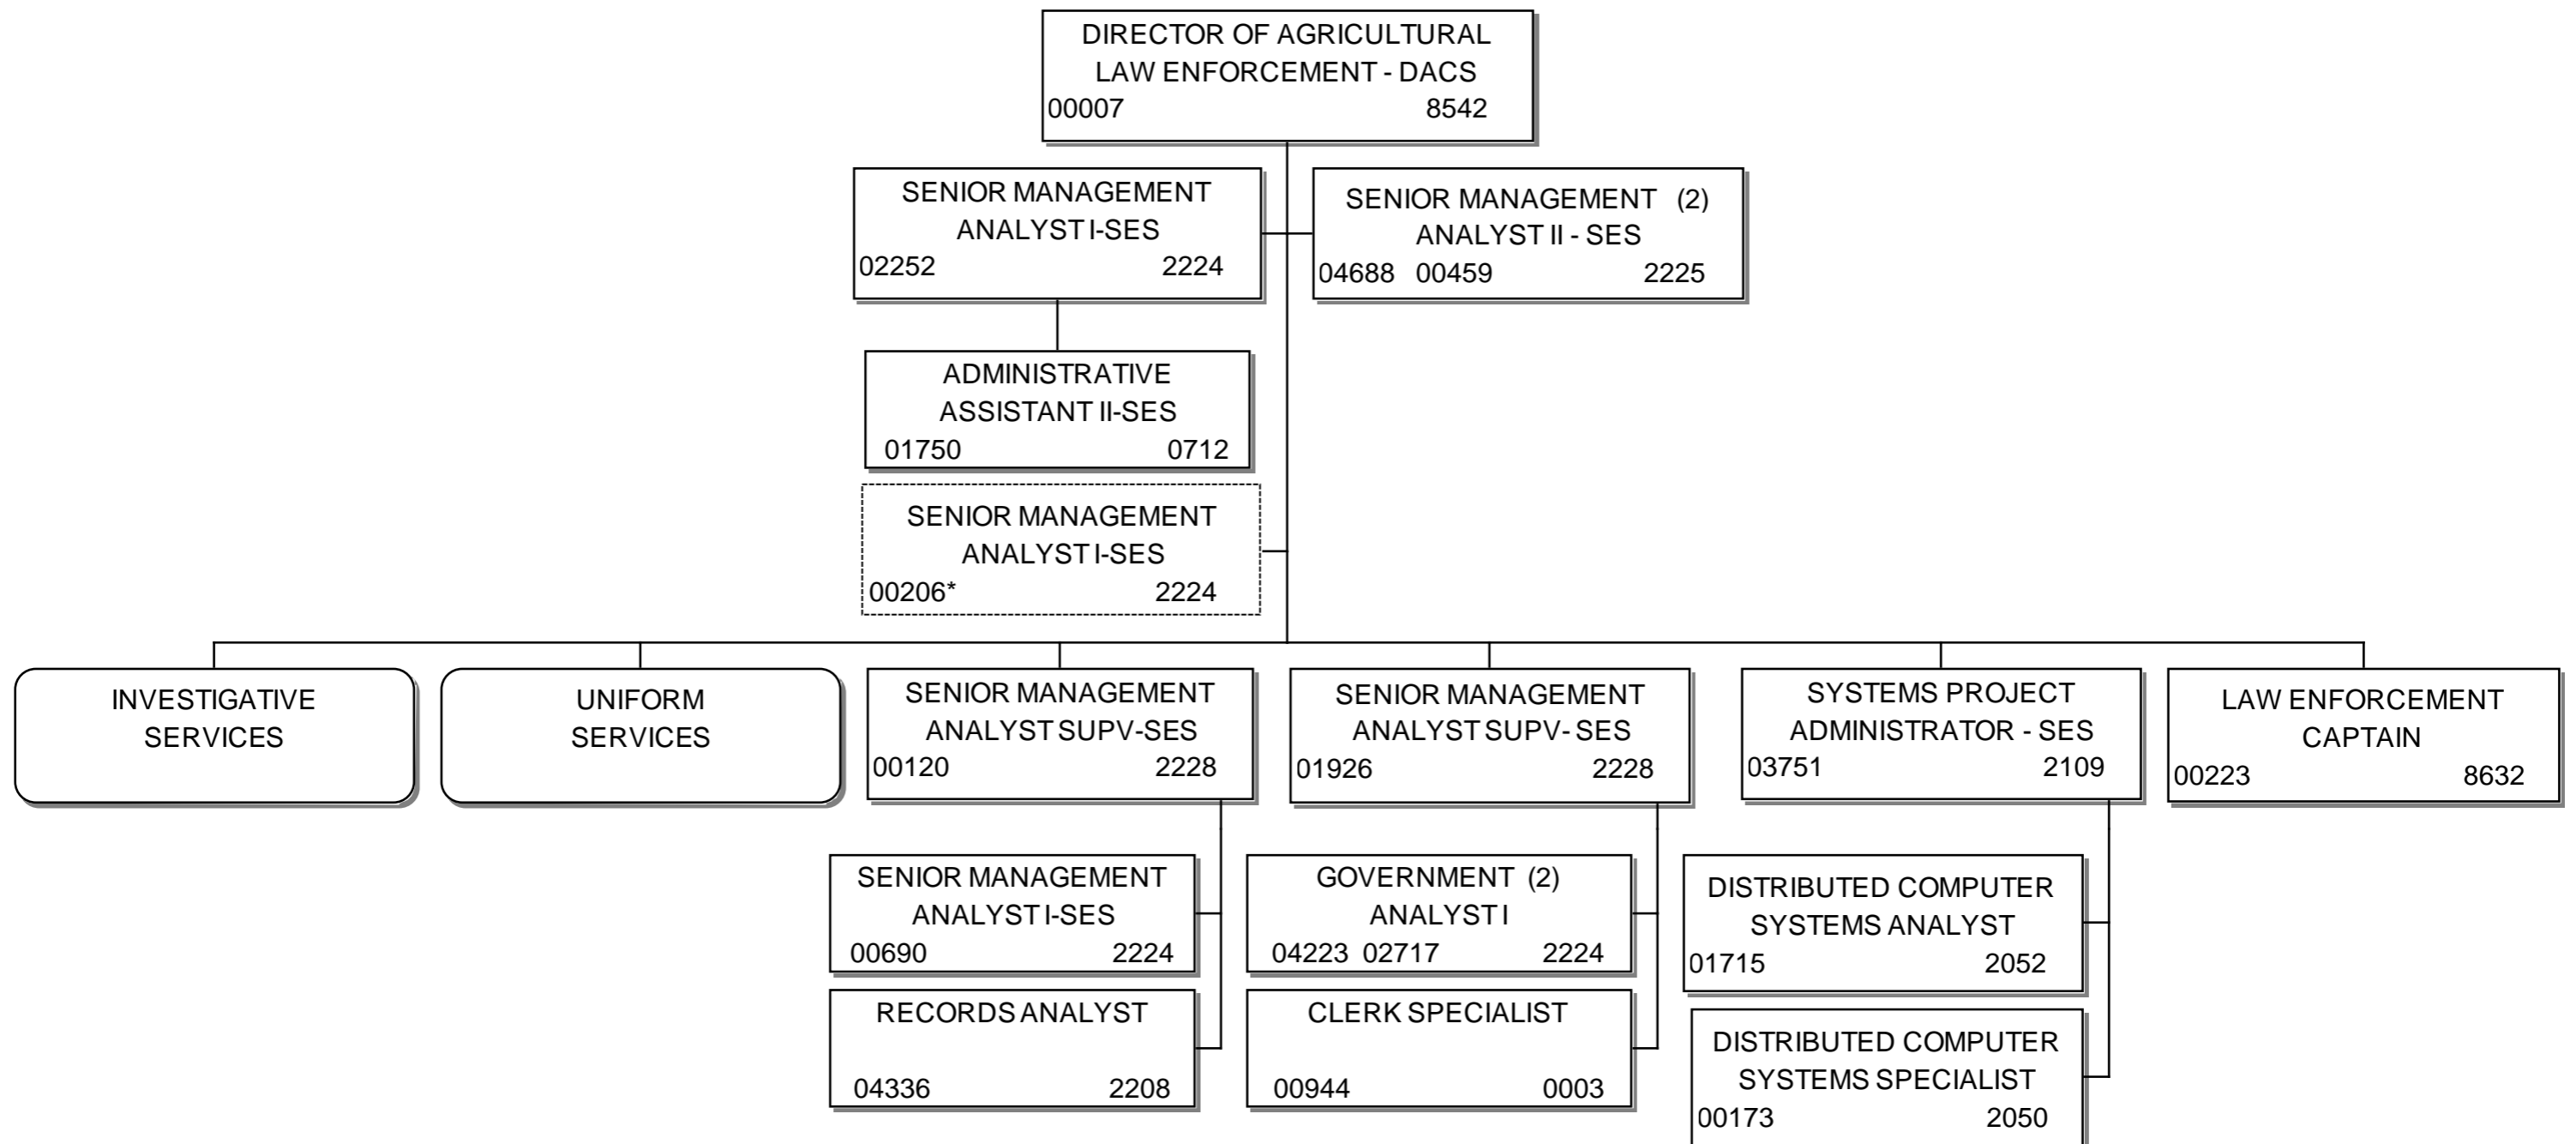 DIRECTOR OF AGRICULTURAL
LAW ENFORCEMENT - DACS
00007 8542
SENIOR MANAGEMENT
ANALYST I-SES
02252 2224
SENIOR MANAGEMENT (2)
ANALYST II - SES
04688 00459 2225
ADMINISTRATIVE
ASSISTANT II-SES
01750 0712
SENIOR MANAGEMENT
ANALYST I-SES
00206* 2224
INVESTIGATIVE
SERVICES
UNIFORM
SERVICES
SENIOR MANAGEMENT
ANALYST SUPV-SES
00120 2228
SENIOR MANAGEMENT
ANALYST SUPV- SES
01926 2228
SYSTEMS PROJECT
ADMINISTRATOR - SES
03751 2109
LAW ENFORCEMENT
CAPTAIN
00223 8632
SENIOR MANAGEMENT
ANALYST I-SES
00690 2224
RECORDS ANALYST
04336 2208
GOVERNMENT (2)
ANALYST I
04223 02717 2224
CLERK SPECIALIST
00944 0003
DISTRIBUTED COMPUTER
SYSTEMS ANALYST
01715 2052
DISTRIBUTED COMPUTER
SYSTEMS SPECIALIST
00173 2050